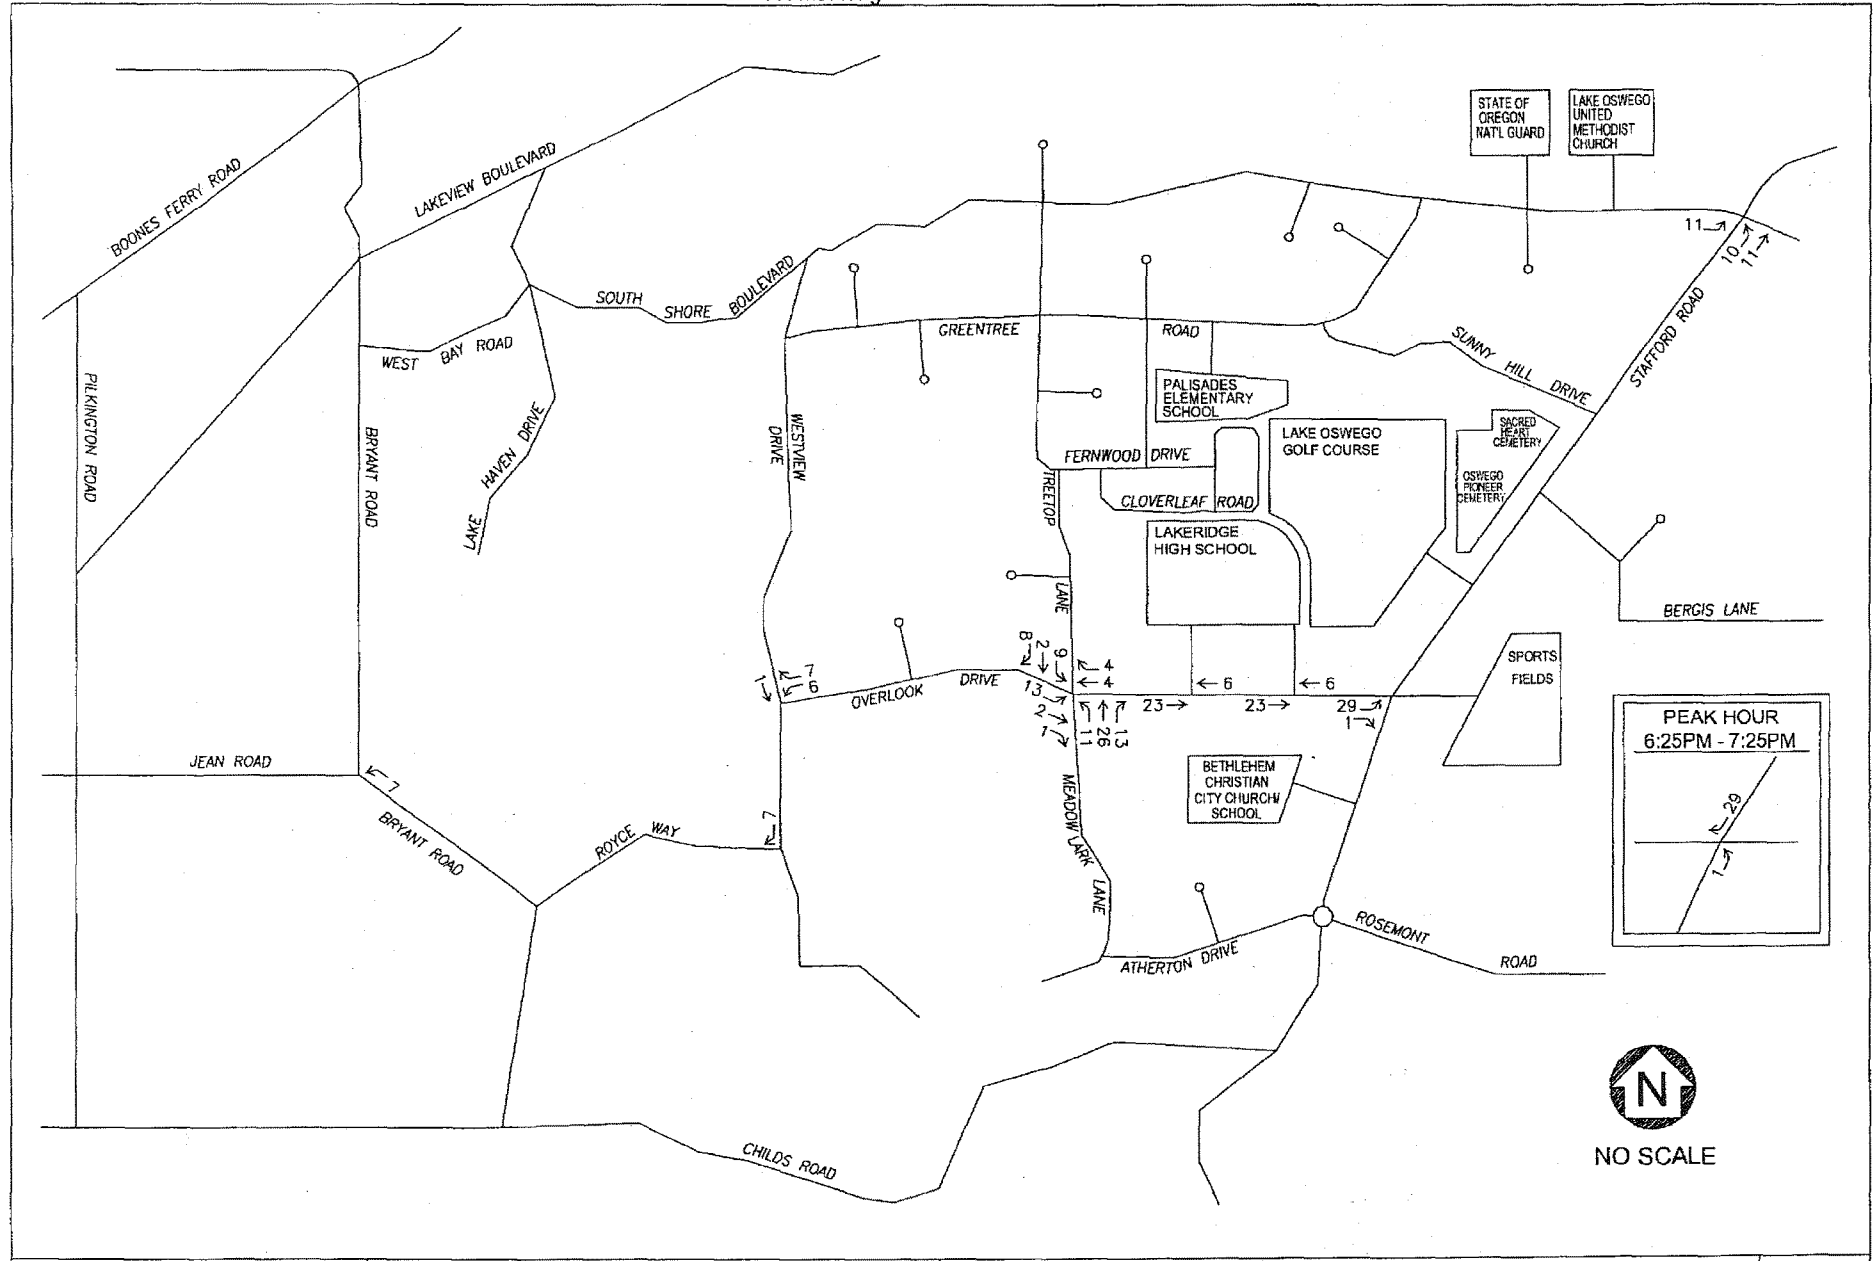 STATE OF
OREGON
NAT'L GUARD
LAKE OSWEGO
UNITED
METHODIST
CHURCH
BOONES FERRY ROAD
LAKEVIEW BOULEVARD
11
10
11
SOUTH SHORE BOULEVARD
GREENTREE ROAD
WEST BAY ROAD
SUNNY HILL DRIVE
STAFFORD ROAD
PILKINGTON ROAD
BRYANT ROAD
LAKE HAVEN DRIVE
WESTVIEW
DRIVE
PALISADES
ELEMENTARY
SCHOOL
LAKE OSWEGO
GOLF COURSE
SACRED
HEART
CEMETERY
OSWEGO
PIONEER
CEMETERY
FERNWOOD DRIVE
CLOVERLEAF ROAD
TREETOP LANE
LAKERIDGE
HIGH SCHOOL
BERGIS LANE
SPORTS
FIELDS
8
2
9
4
4
6
6
7
6
1
OVERLOOK DRIVE
13
2
1
11
26
13
23
23
29
1
PEAK HOUR
6:25PM - 7:25PM
29
1
JEAN ROAD
7
BRYANT ROAD
ROYCE WAY
7
MEADOW LARK LANE
BETHLEHEM
CHRISTIAN
CITY CHURCH/
SCHOOL
ATHERTON DRIVE
ROSEMONT ROAD
CHILDS ROAD
N
NO SCALE